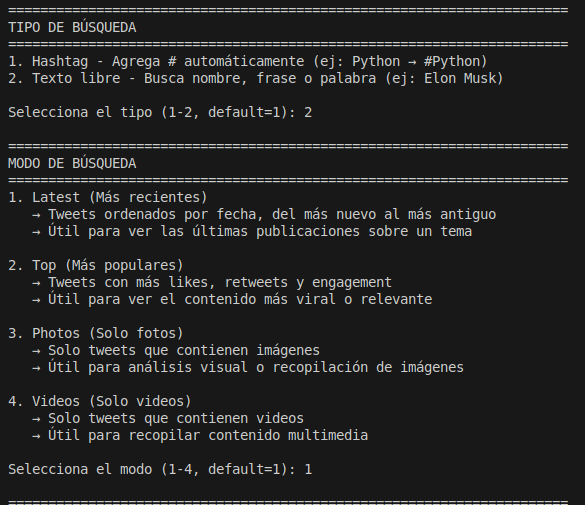 ======================================================================
TIPO DE BÚSQUEDA
======================================================================
1. Hashtag - Agrega # automáticamente (ej: Python → #Python)
2. Texto libre - Busca nombre, frase o palabra (ej: Elon Musk)
Selecciona el tipo (1-2, default=1): 2
======================================================================
MODO DE BÚSQUEDA
======================================================================
1. Latest (Más recientes)
→ Tweets ordenados por fecha, del más nuevo al más antiguo
→ Útil para ver las últimas publicaciones sobre un tema
2. Top (Más populares)
→ Tweets con más likes, retweets y engagement
→ Útil para ver el contenido más viral o relevante
3. Photos (Solo fotos)
→ Solo tweets que contienen imágenes
→ Útil para análisis visual o recopilación de imágenes
4. Videos (Solo videos)
→ Solo tweets que contienen videos
→ Útil para recopilar contenido multimedia
Selecciona el modo (1-4, default=1): 1
======================================================================